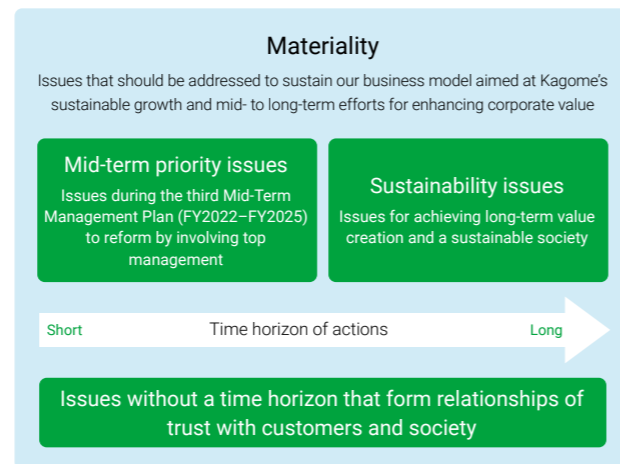 Materiality
Issues that should be addressed to sustain our business model aimed at Kagome’s
sustainable growth and mid- to long-term efforts for enhancing corporate value
Mid-term priority issues
Issues during the third Mid-Term
Management Plan (FY2022–FY2025)
to reform by involving top
management
Sustainability issues
Issues for achieving long-term value
creation and a sustainable society
Short
Time horizon of actions
Long
Issues without a time horizon that form relationships of
trust with customers and society